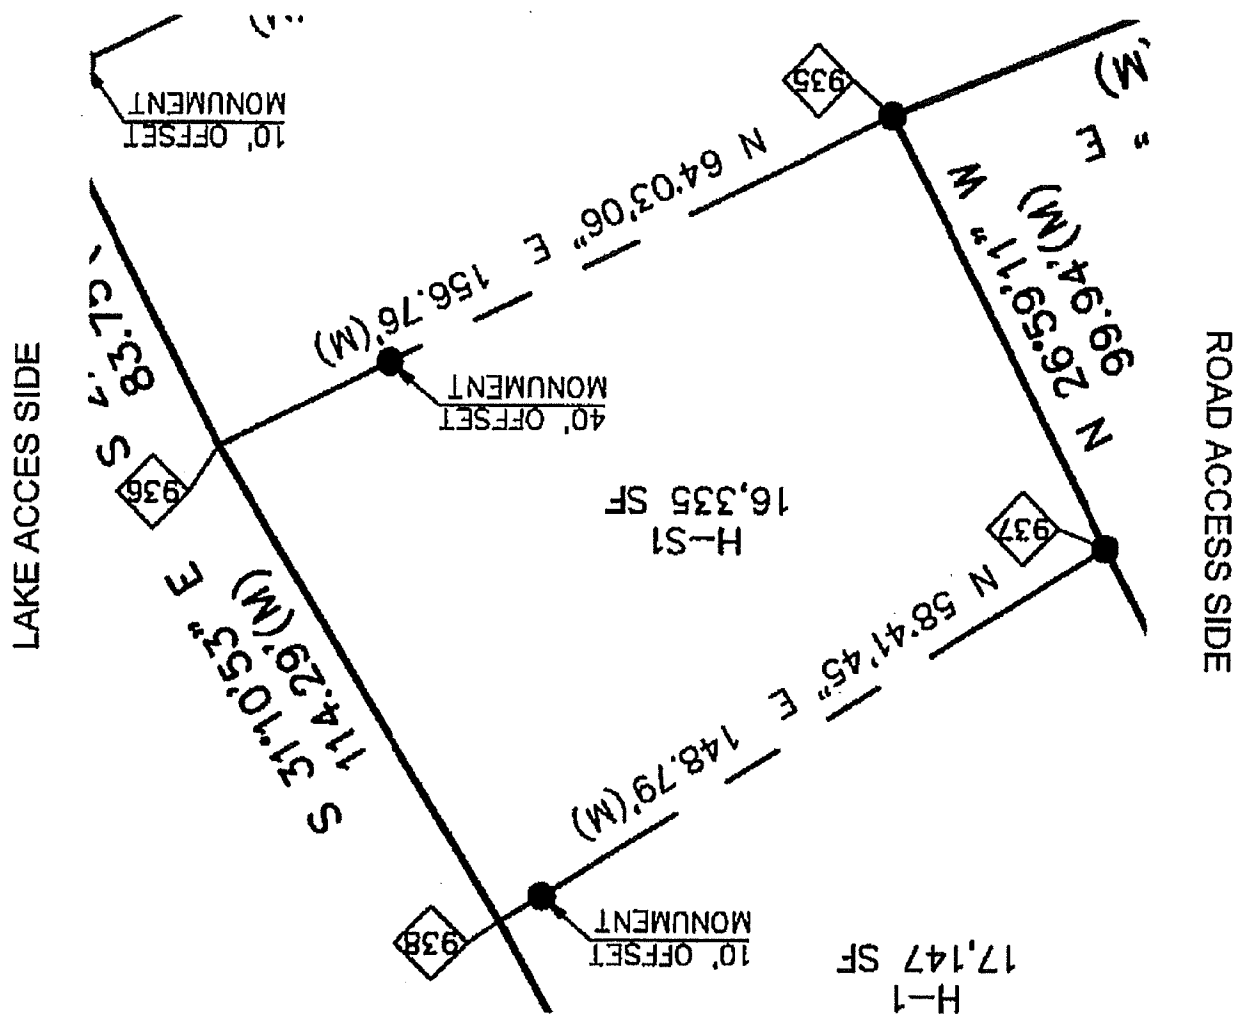 10' OFFSET
MONUMENT
935
(M)
" E
N 64°03'06" E 156.76'(M)
N 26°59'11" W
99.94'(M)
40' OFFSET
MONUMENT
83.75
S
936
H-S1
16,335 SF
937
LAKE ACCES SIDE
ROAD ACCESS SIDE
S 31°10'53" E
114.29'(M)
N 58°41'45" E 148.79'(M)
938
10' OFFSET
MONUMENT
H-1
17,147 SF